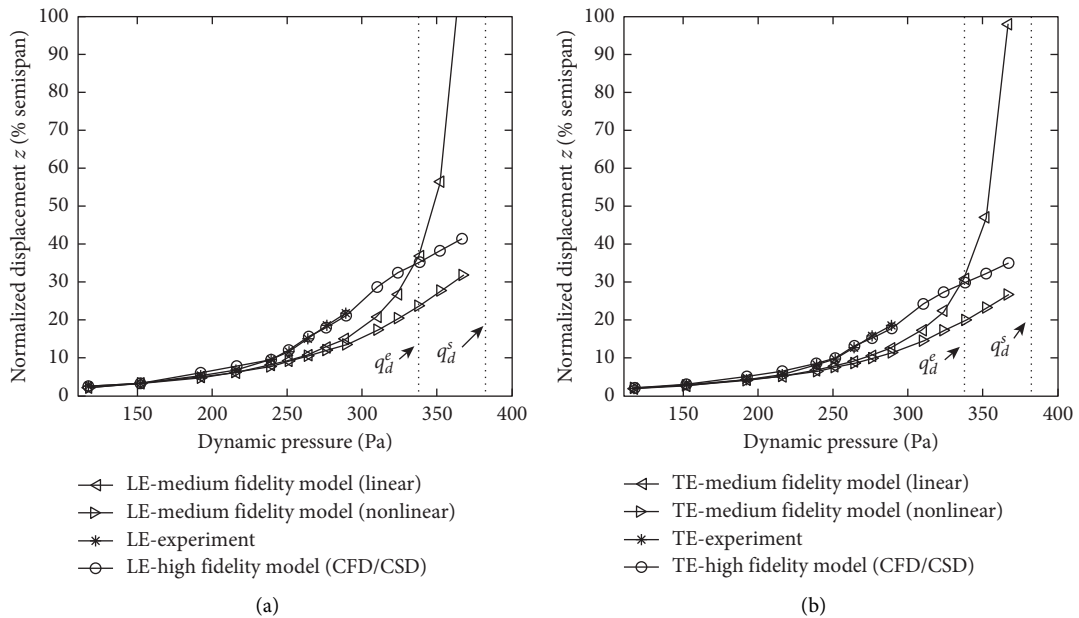 Normalized displacement z (% semispan)
100
90
80
70
60
50
40
30
20
10
0
150
200
250
300
350
400
Dynamic pressure (Pa)
q_d^e
q_d^s
LE-medium fidelity model (linear)
LE-medium fidelity model (nonlinear)
LE-experiment
LE-high fidelity model (CFD/CSD)
(a)
Normalized displacement z (% semispan)
100
90
80
70
60
50
40
30
20
10
0
150
200
250
300
350
400
Dynamic pressure (Pa)
q_d^e
q_d^s
TE-medium fidelity model (linear)
TE-medium fidelity model (nonlinear)
TE-experiment
TE-high fidelity model (CFD/CSD)
(b)